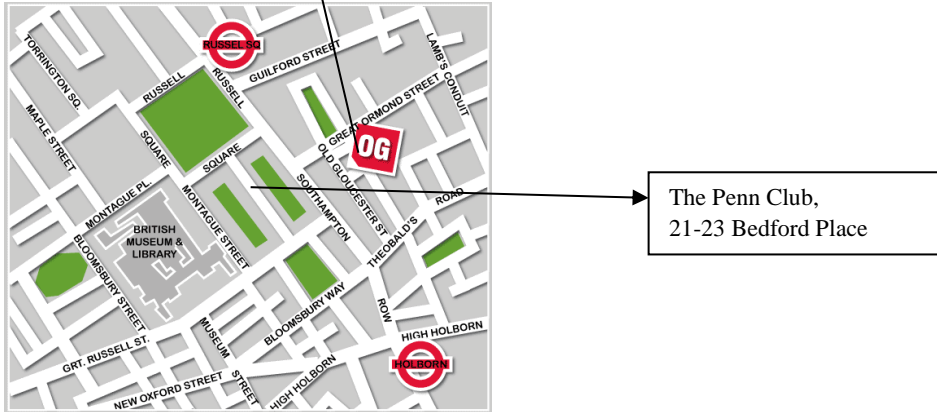 RUSSEL SQ
TORRINGTON SQ.
GUILFORD STREET
LAMB'S CONDUIT
RUSSELL
RUSSELL
MAPLE STREET
SQUARE
GREAT ORMOND STREET
OG
SQUARE
OLD GLOUCESTER ST
MONTAGUE PL.
MONTAGUE STREET
SOUTHAMPTON
ROAD
THEOBALD'S
BRITISH
MUSEUM &
LIBRARY
BLOOMSBURY STREET
BLOOMSBURY WAY
ROW
GRT. RUSSELL ST.
MUSEUM
STREET
HIGH HOLBORN
HOLBORN
NEW OXFORD STREET
HIGH HOLBORN
The Penn Club,
21-23 Bedford Place